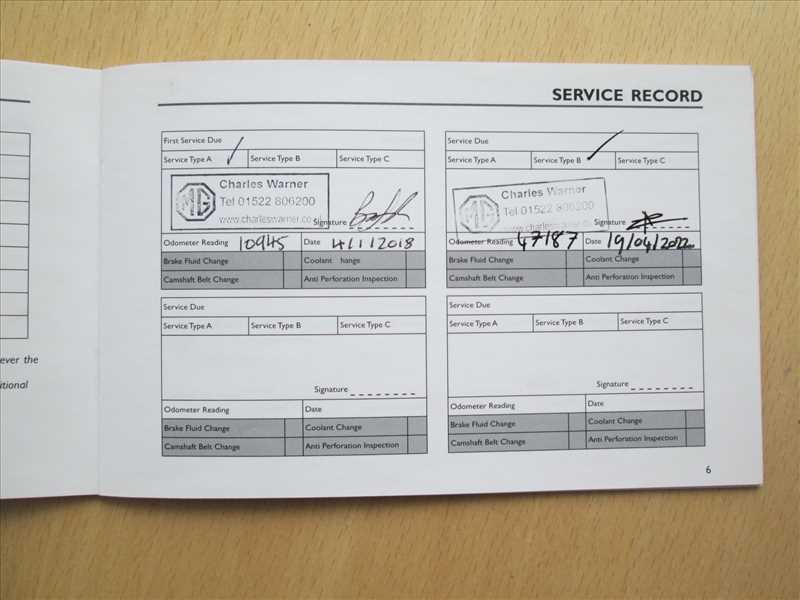 ever the
itional
SERVICE RECORD
First Service Due
Service Type A Service Type B Service Type C
MG
Charles Warner
Tel 01522 806200
www.charleswarner.co
Signature
Odometer Reading 10945 Date 4/1/2018
Brake Fluid Change Coolant hange
Camshaft Belt Change Anti Perforation Inspection
Service Due
Service Type A Service Type B Service Type C
MG
Charles Warner
Tel 01522 806200
Signature
Odometer Reading 47187 Date 19/04/2022
Brake Fluid Change Coolant Change
Camshaft Belt Change Anti Perforation Inspection
Service Due
Service Type A Service Type B Service Type C
Signature
Odometer Reading Date
Brake Fluid Change Coolant Change
Camshaft Belt Change Anti Perforation Inspection
Service Due
Service Type A Service Type B Service Type C
Signature
Odometer Reading Date
Brake Fluid Change Coolant Change
Camshaft Belt Change Anti Perforation Inspection
6